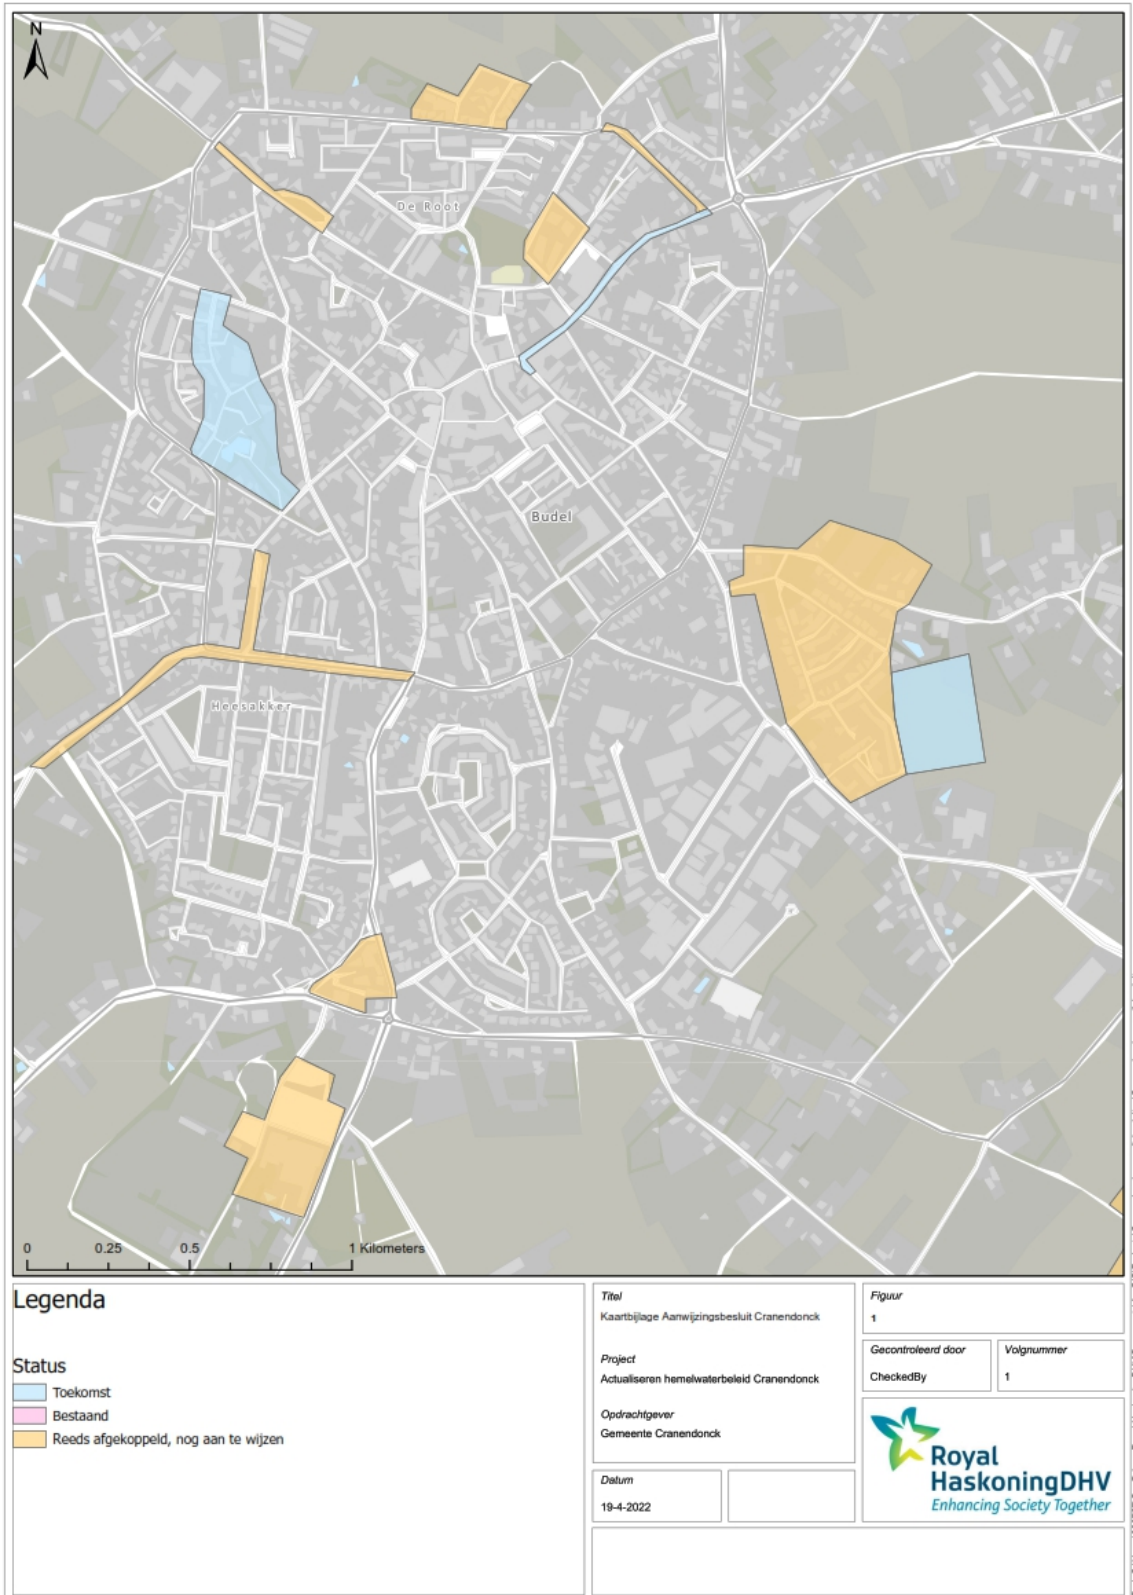 N
De Root
Budel
Hoesakker
0 0.25 0.5 1 Kilometers
Legenda
Status
Toekomst
Bestaand
Reeds afgekoppeld, nog aan te wijzen
Titel
Kaartbijlage Aanwijzingsbesluit Cranendonck
Project
Actualiseren hemelwaterbeleid Cranendonck
Opdrachtgever
Gemeente Cranendonck
Datum
19-4-2022
Figuur
1
Gecontroleerd door
CheckedBy
Volgnummer
1
Royal
HaskoningDHV
Enhancing Society Together